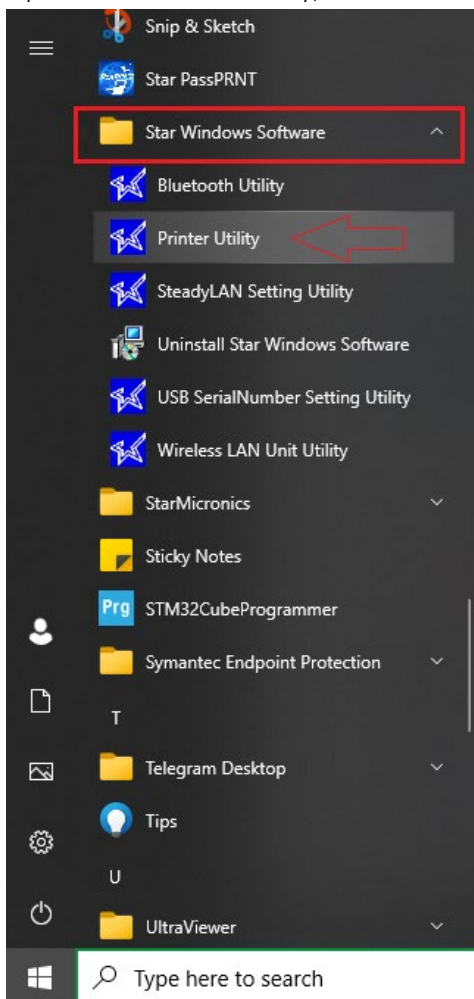 Snip & Sketch
Star PassPRNT
Star Windows Software
Bluetooth Utility
Printer Utility
SteadyLAN Setting Utility
Uninstall Star Windows Software
USB SerialNumber Setting Utility
Wireless LAN Unit Utility
StarMicronics
Sticky Notes
Prg STM32CubeProgrammer
Symantec Endpoint Protection
T
Telegram Desktop
Tips
U
UltraViewer
Type here to search